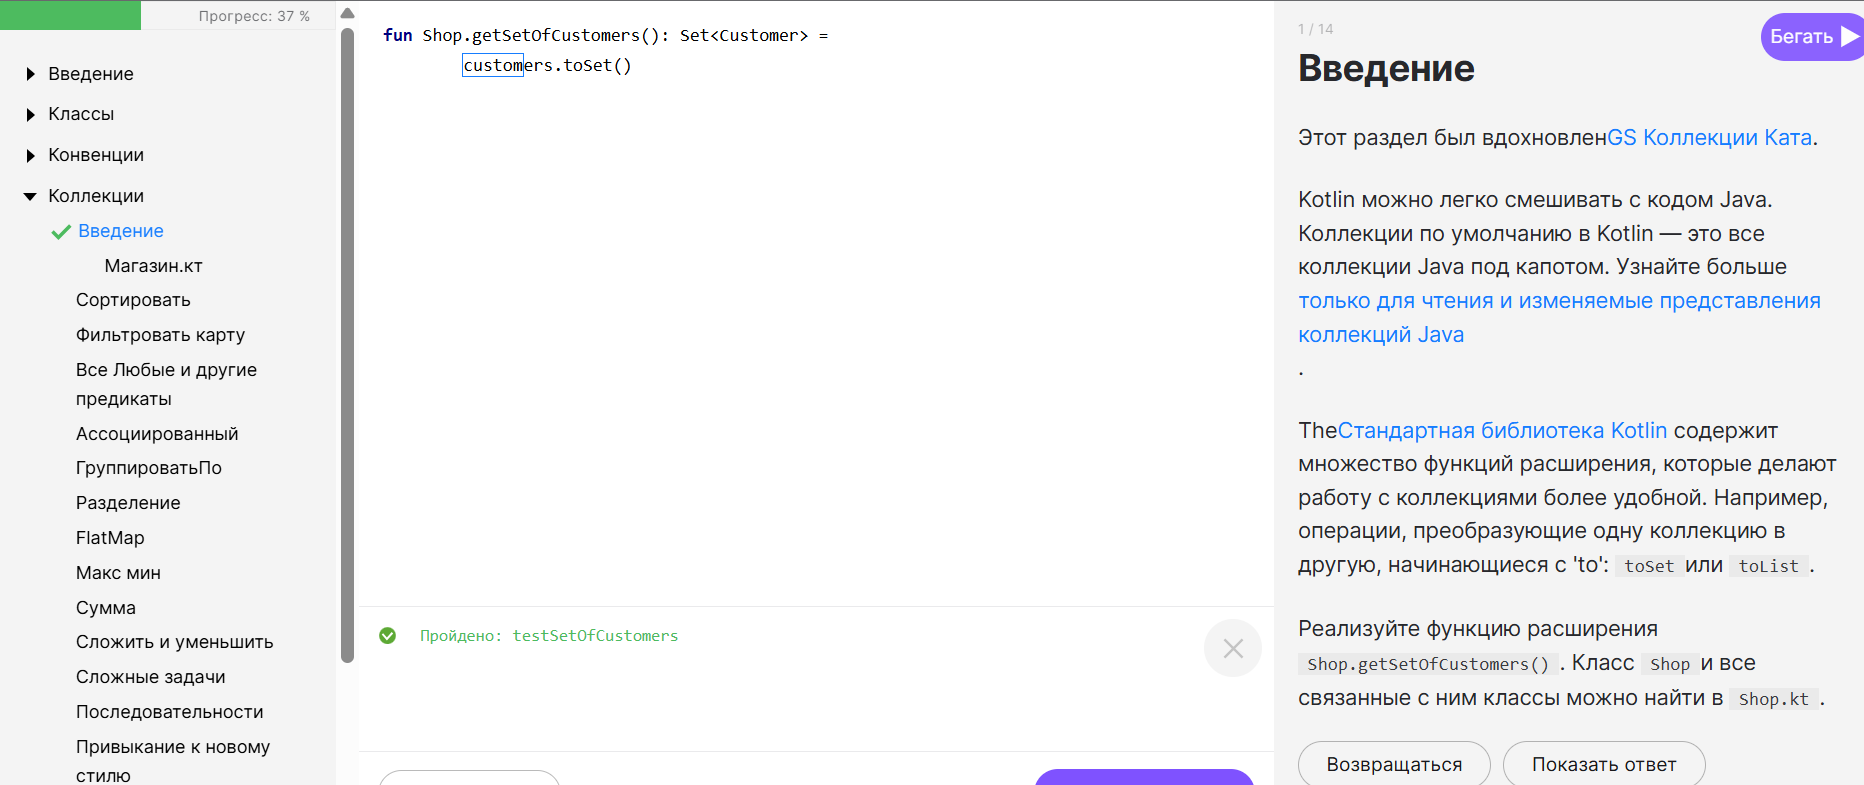 Прогресс: 37 %
Введение
Классы
Конвенции
Коллекции
Введение
Магазин.кт
Сортировать
Фильтровать карту
Все Любые и другие
предикаты
Ассоциированный
ГруппироватьПо
Разделение
FlatMap
Макс мин
Сумма
Сложить и уменьшить
Сложные задачи
Последовательности
Привыкание к новому
стилю
fun Shop.getSetOfCustomers(): Set<Customer> =
customers.toSet()
Пройдено: testSetOfCustomers
1 / 14
Бегать
Введение
Этот раздел был вдохновленGS Коллекции Ката.
Kotlin можно легко смешивать с кодом Java.
Коллекции по умолчанию в Kotlin — это все
коллекции Java под капотом. Узнайте больше
только для чтения и изменяемые представления
коллекций Java
.
TheСтандартная библиотека Kotlin содержит
множество функций расширения, которые делают
работу с коллекциями более удобной. Например,
операции, преобразующие одну коллекцию в
другую, начинающиеся с 'to': toSet или toList .
Реализуйте функцию расширения
Shop.getSetOfCustomers() . Класс Shop и все
связанные с ним классы можно найти в Shop.kt .
Возвращаться
Показать ответ